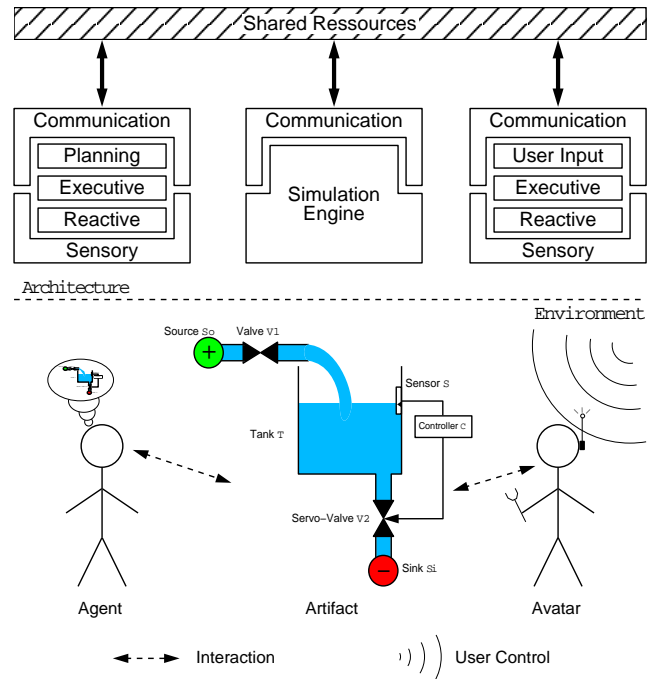 Shared Ressources
Communication
Planning
Executive
Reactive
Sensory
Communication
Simulation
Engine
Communication
User Input
Executive
Reactive
Sensory
Architecture
Environment
Source So
Valve V1
Sensor S
Tank T
Controller C
Servo-Valve V2
Sink Si
Agent
Artifact
Avatar
Interaction
User Control